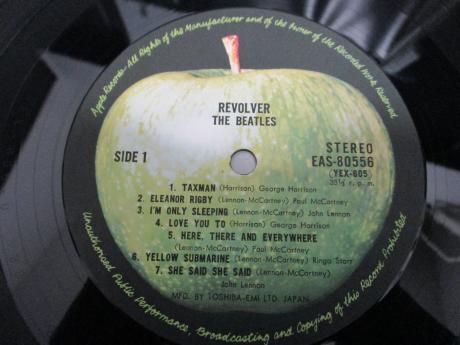 Apple Records · All Rights of the Manufacturer and of the Owner of the Recorded Work Reserved
REVOLVER
THE BEATLES
SIDE 1
STEREO
EAS-80556
(YEX-605)
33⅓ r. p. m.
1. TAXMAN (Harrison) George Harrison
2. ELEANOR RIGBY (Lennon-McCartney) Paul McCartney
3. I'M ONLY SLEEPING (Lennon-McCartney) John Lennon
4. LOVE YOU TO (Harrison) George Harrison
5. HERE, THERE AND EVERYWHERE
(Lennon-McCartney) Paul McCartney
6. YELLOW SUBMARINE (Lennon-McCartney) Ringo Starr
7. SHE SAID SHE SAID (Lennon-McCartney)
John Lennon
MFD. BY TOSHIBA-EMI LTD. JAPAN.
Unauthorised Public Performance, Broadcasting and Copying of this Record Prohibited